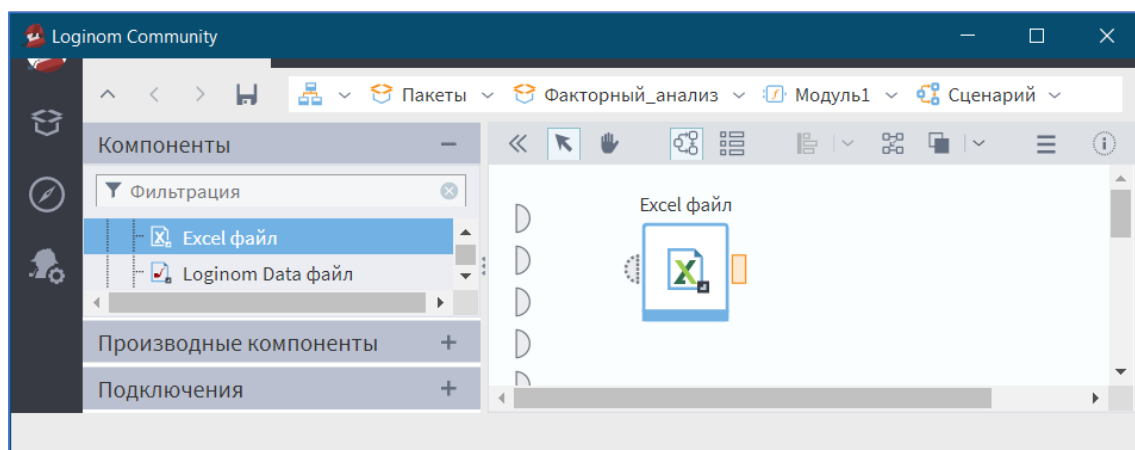 Loginom Community
Пакеты Факторный_анализ Модуль1 Сценарий
Компоненты
Фильтрация
Excel файл
Loginom Data файл
Производные компоненты
Подключения
Excel файл